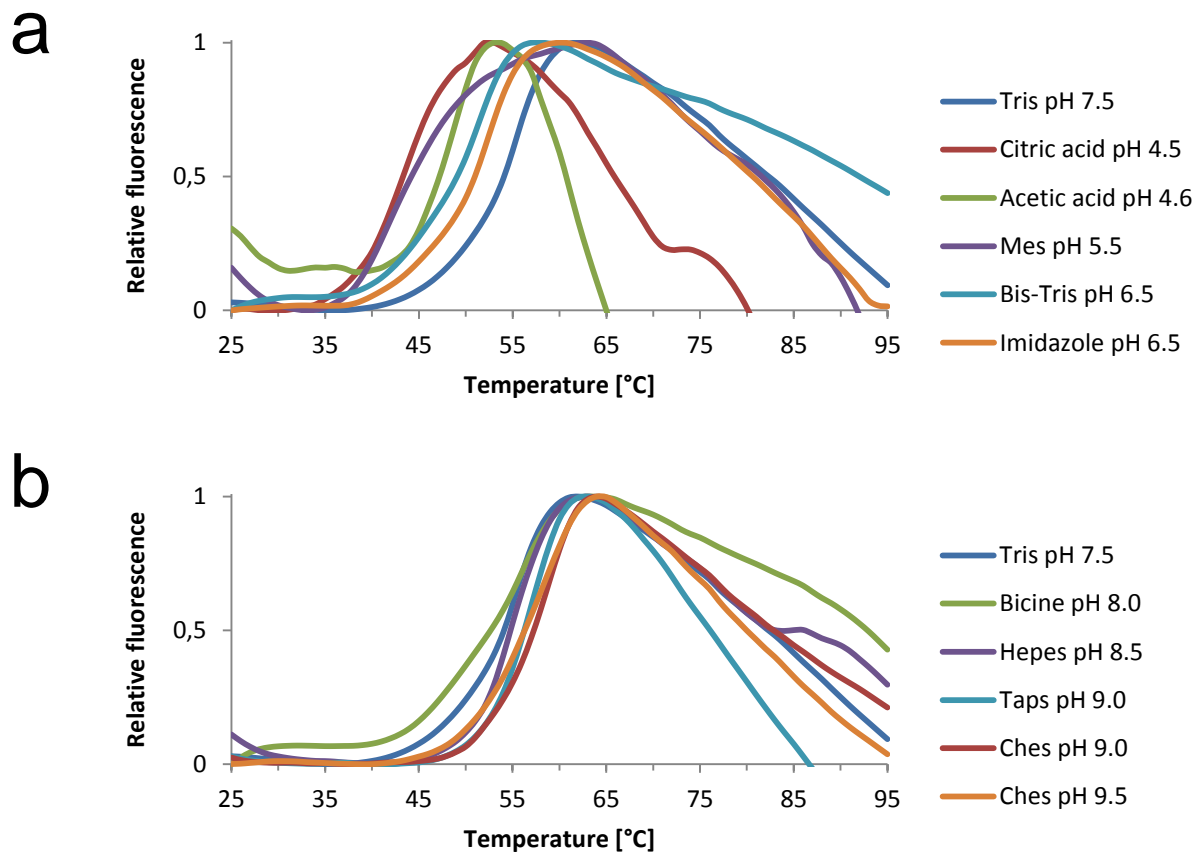 a
Relative fluorescence
1
0,5
0
25 35 45 55 65 75 85 95
Temperature [°C]
Tris pH 7.5
Citric acid pH 4.5
Acetic acid pH 4.6
Mes pH 5.5
Bis-Tris pH 6.5
Imidazole pH 6.5
b
Relative fluorescence
1
0,5
0
25 35 45 55 65 75 85 95
Temperature [°C]
Tris pH 7.5
Bicine pH 8.0
Hepes pH 8.5
Taps pH 9.0
Ches pH 9.0
Ches pH 9.5